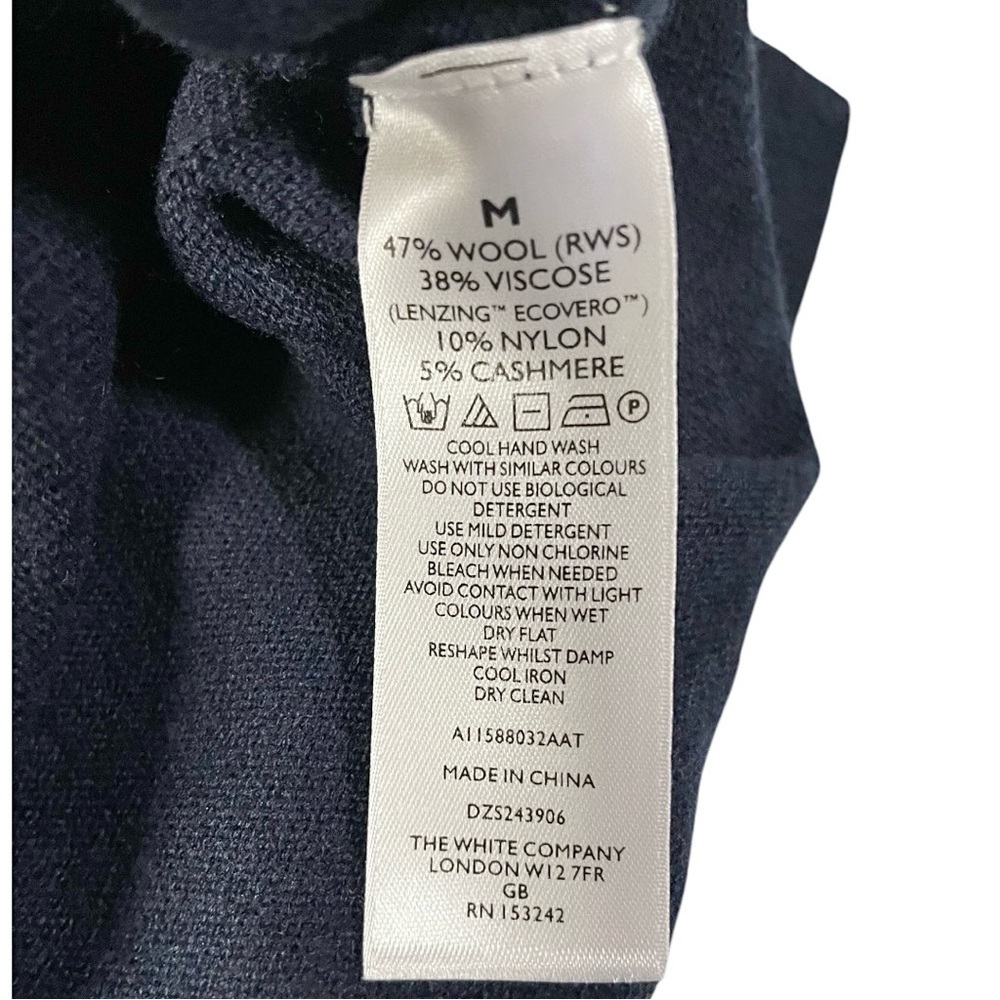 M
47% WOOL (RWS)
38% VISCOSE
(LENZING™ ECOVERO™)
10% NYLON
5% CASHMERE
P
COOL HAND WASH
WASH WITH SIMILAR COLOURS
DO NOT USE BIOLOGICAL
DETERGENT
USE MILD DETERGENT
USE ONLY NON CHLORINE
BLEACH WHEN NEEDED
AVOID CONTACT WITH LIGHT
COLOURS WHEN WET
DRY FLAT
RESHAPE WHILST DAMP
COOL IRON
DRY CLEAN
A11588032AAT
MADE IN CHINA
DZS243906
THE WHITE COMPANY
LONDON W12 7FR
GB
RN 153242